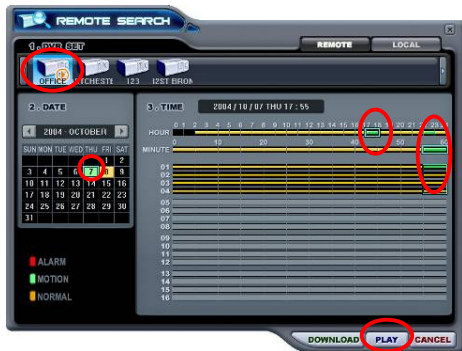 REMOTE SEARCH
1. DVR SET
REMOTE LOCAL
OFFICE TCHESTE 123 12ST BRON
2. DATE
3. TIME 2004/10/07 THU 17:55
2004-OCTOBER
SUN MON TUE WED THU FRI SAT
1 2
3 4 5 6 7 8 9
10 11 12 13 14 15 16
17 18 19 20 21 22 23
24 25 26 27 28 29 30
31
HOUR 0 1 2 3 4 5 6 7 8 9 10 11 12 13 14 15 16 17 18 19 20 21 22 23
MINUTE 0 10 20 30 40 50 60
01
02
03
04
05
06
07
08
09
10
11
12
13
14
15
16
ALARM
MOTION
NORMAL
DOWNLOAD PLAY CANCEL